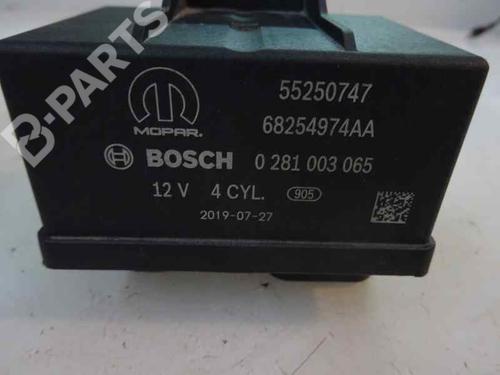 B-PARTS
55250747
MOPAR.
68254974AA
BOSCH 0 281 003 065
12 V 4 CYL. 905
2019-07-27